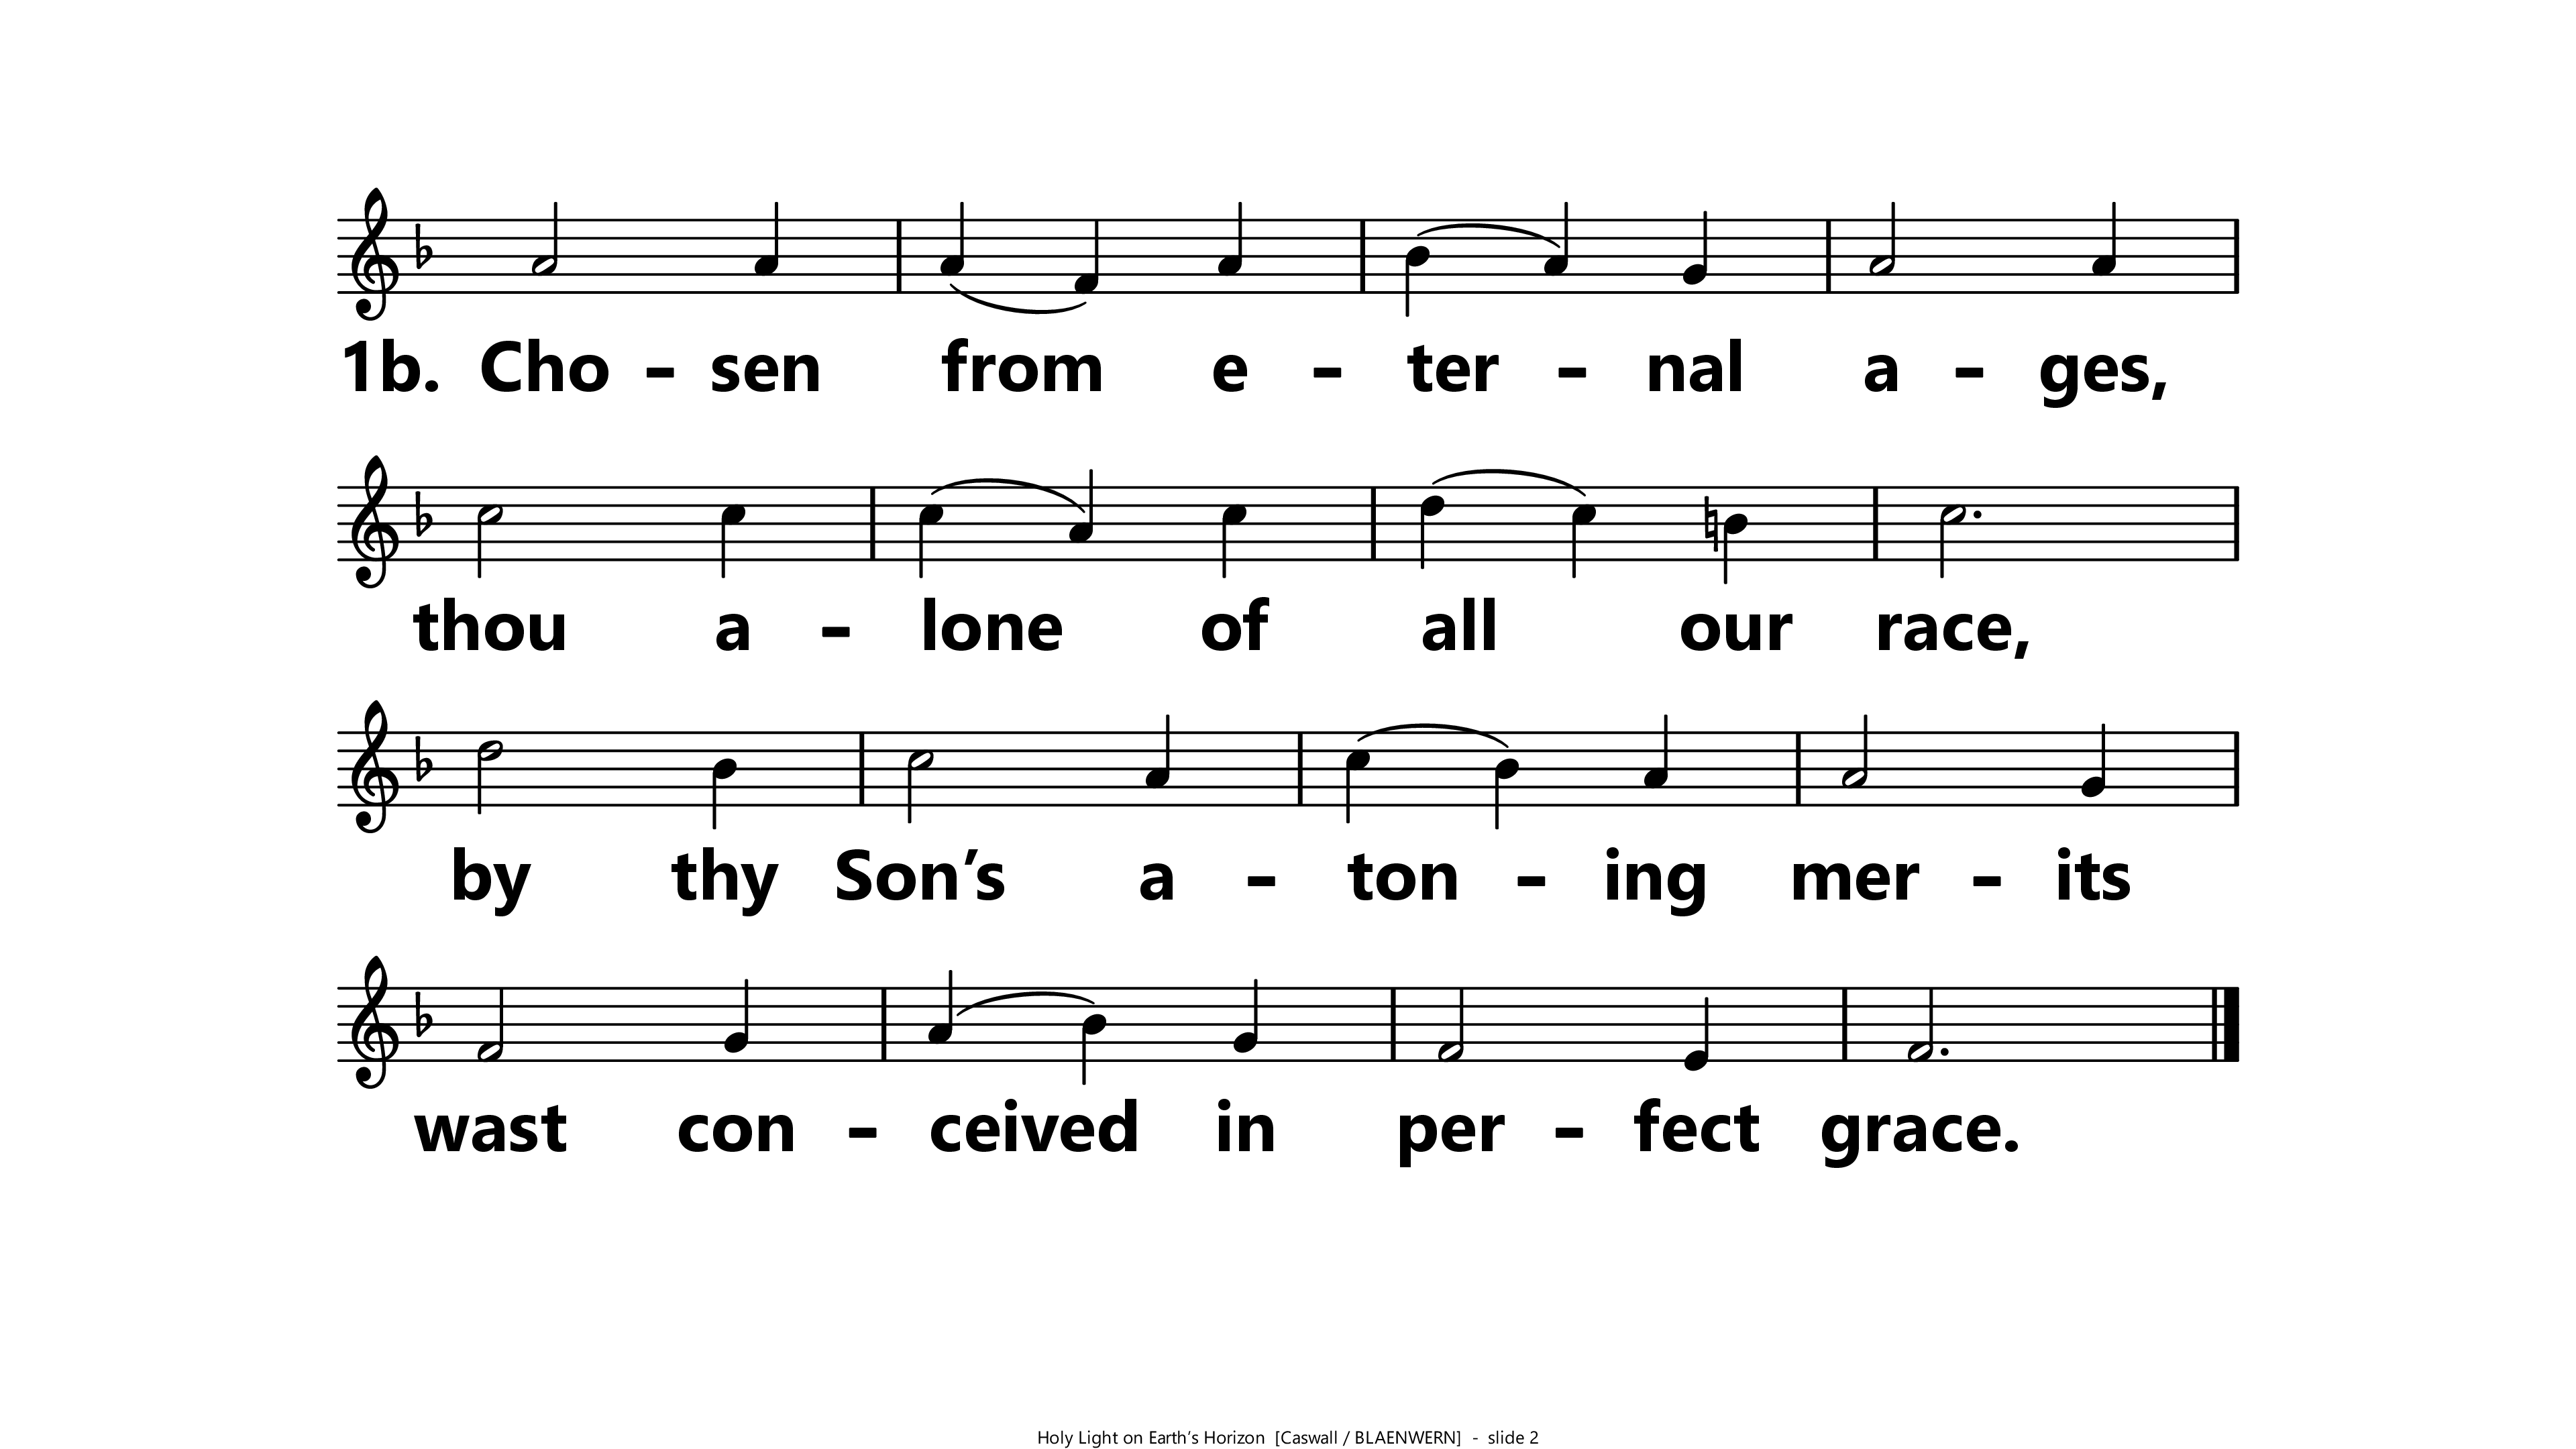 1b. Cho - sen from e - ter - nal a - ges,
thou a - lone of all our race,
by thy Son’s a - ton - ing mer - its
wast con - ceived in per - fect grace.
Holy Light on Earth’s Horizon [Caswall / BLAENWERN] - slide 2